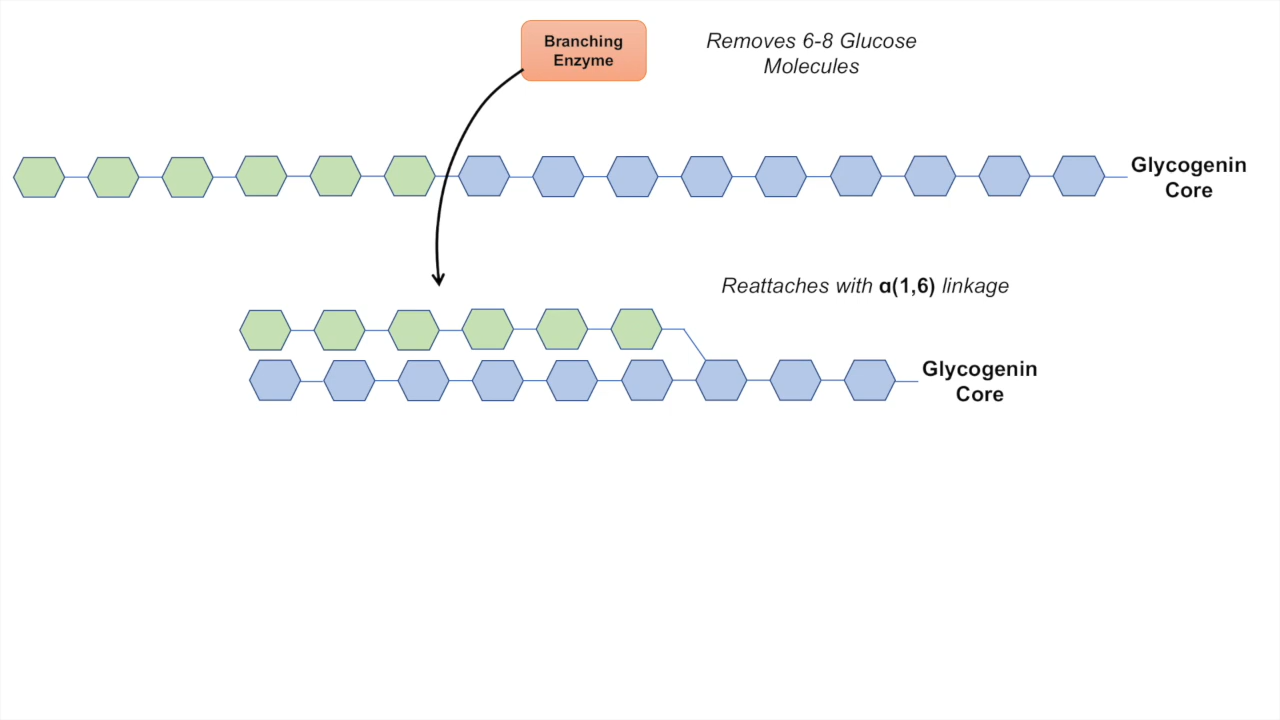 Branching
Enzyme
Removes 6-8 Glucose
Molecules
Glycogenin
Core
Reattaches with α(1,6) linkage
Glycogenin
Core